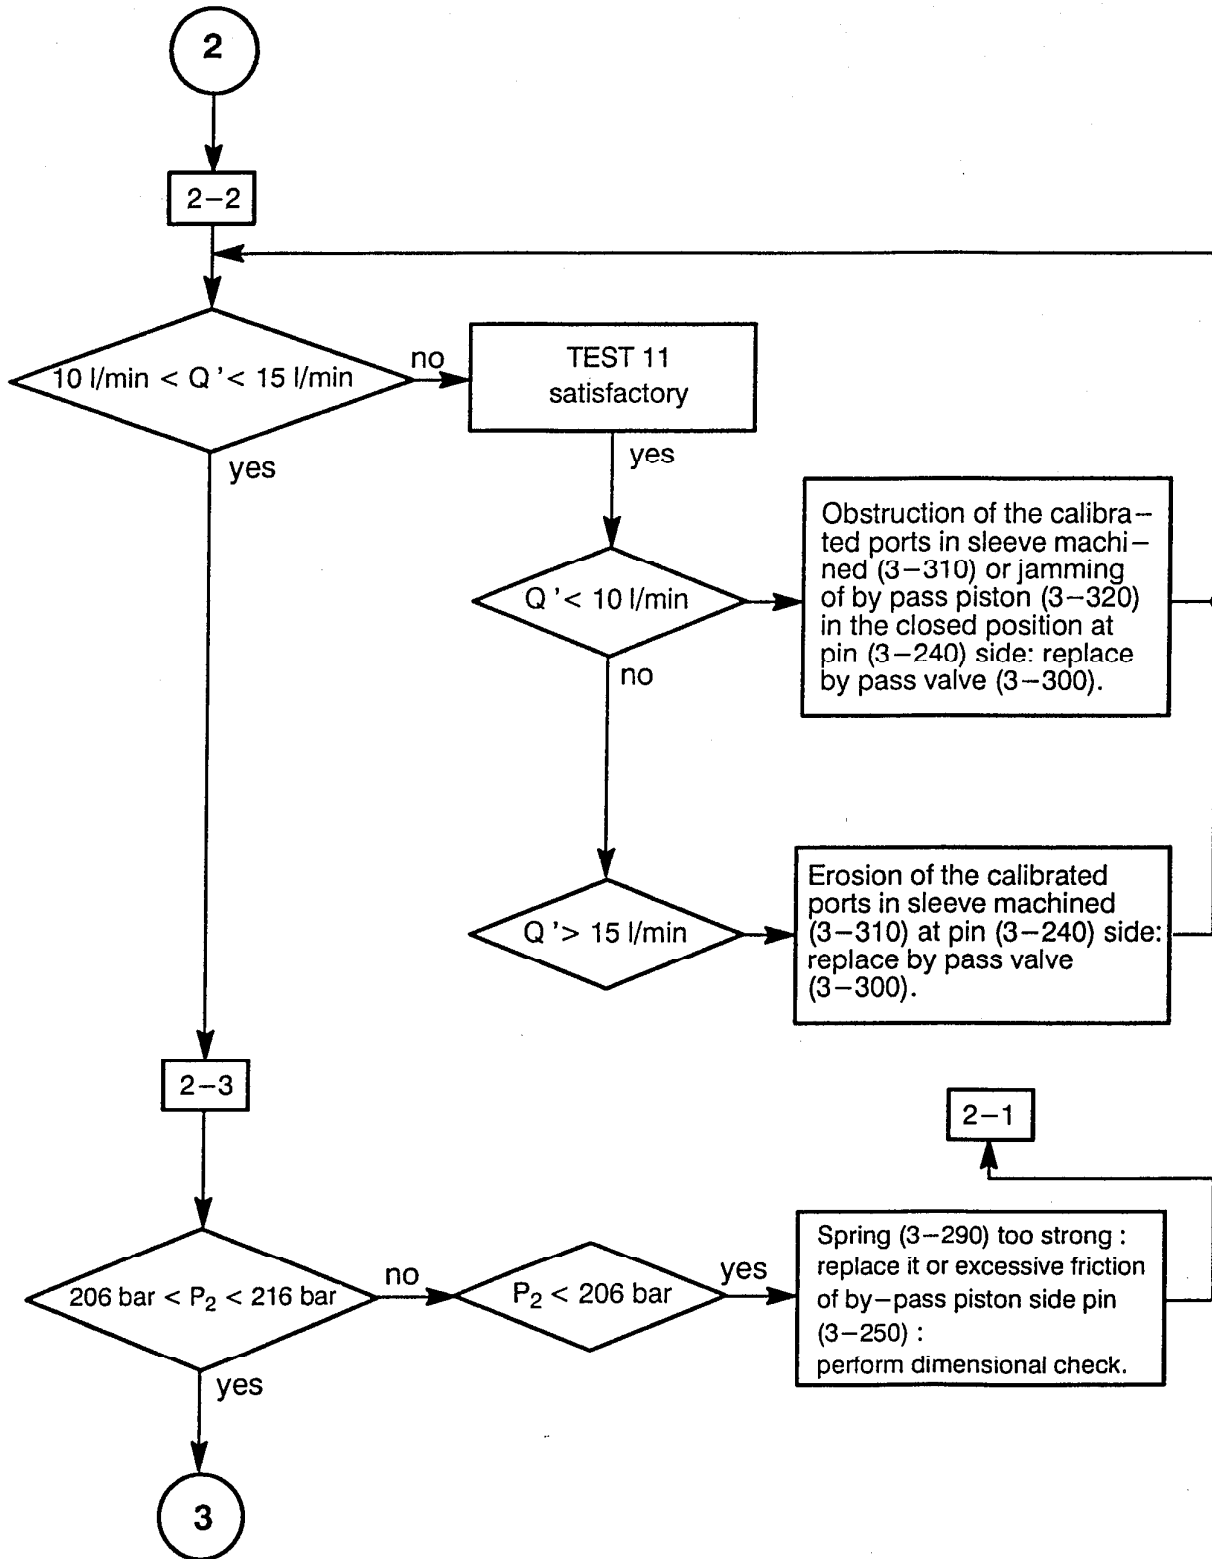 2
2–2
10 l/min < Q ' < 15 l/min
no
TEST 11
satisfactory
yes
yes
Obstruction of the calibra–
ted ports in sleeve machi–
ned (3–310) or jamming
of by pass piston (3–320)
in the closed position at
pin (3–240) side: replace
by pass valve (3–300).
Q ' < 10 l/min
no
Q ' > 15 l/min
Erosion of the calibrated
ports in sleeve machined
(3–310) at pin (3–240) side:
replace by pass valve
(3–300).
2–3
2–1
206 bar < P₂ < 216 bar
no
P₂ < 206 bar
yes
Spring (3–290) too strong :
replace it or excessive friction
of by–pass piston side pin
(3–250) :
perform dimensional check.
yes
3